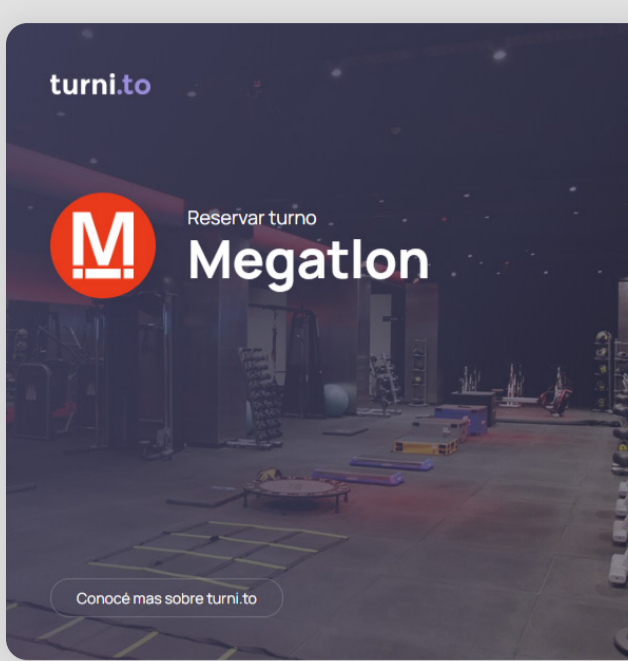 turni.to
M
Reservar turno
Megatlon
Conocé mas sobre turni.to